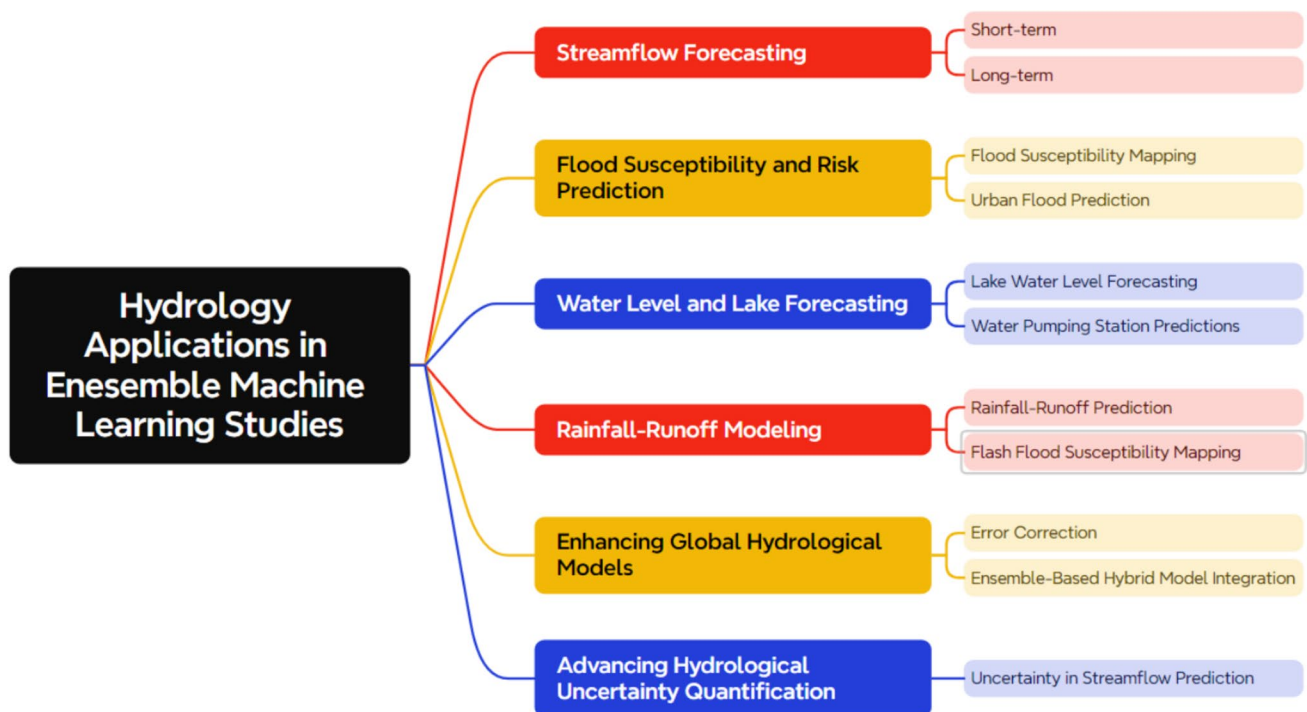 Hydrology
Applications in
Enesemble Machine
Learning Studies
Streamflow Forecasting
Short-term
Long-term
Flood Susceptibility and Risk
Prediction
Flood Susceptibility Mapping
Urban Flood Prediction
Water Level and Lake Forecasting
Lake Water Level Forecasting
Water Pumping Station Predictions
Rainfall-Runoff Modeling
Rainfall-Runoff Prediction
Flash Flood Susceptibility Mapping
Enhancing Global Hydrological
Models
Error Correction
Ensemble-Based Hybrid Model Integration
Advancing Hydrological
Uncertainty Quantification
Uncertainty in Streamflow Prediction